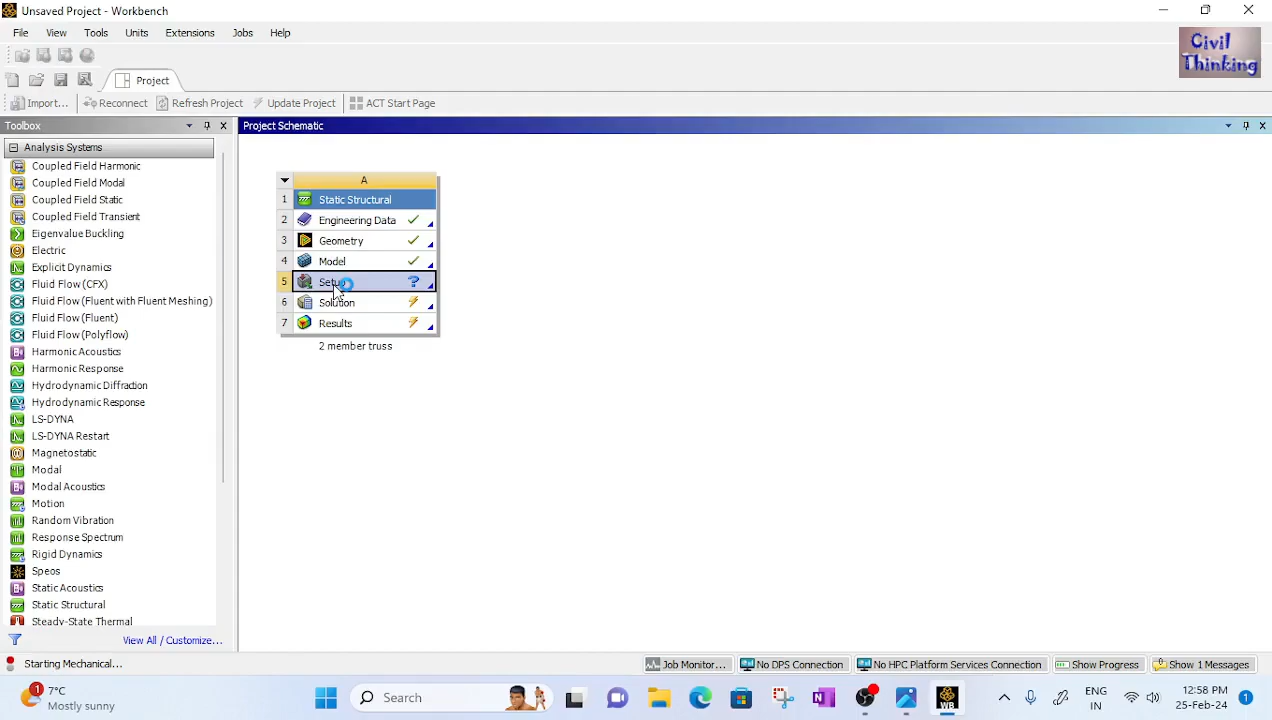 Unsaved Project - Workbench
File View Tools Units Extensions Jobs Help
Civil
Thinking
Project
Import... Reconnect Refresh Project Update Project ACT Start Page
Toolbox
Project Schematic
Analysis Systems
Coupled Field Harmonic
Coupled Field Modal
Coupled Field Static
Coupled Field Transient
Eigenvalue Buckling
Electric
Explicit Dynamics
Fluid Flow (CFX)
Fluid Flow (Fluent with Fluent Meshing)
Fluid Flow (Fluent)
Fluid Flow (Polyflow)
Harmonic Acoustics
Harmonic Response
Hydrodynamic Diffraction
Hydrodynamic Response
LS-DYNA
LS-DYNA Restart
Magnetostatic
Modal
Modal Acoustics
Motion
Random Vibration
Response Spectrum
Rigid Dynamics
Speos
Static Acoustics
Static Structural
Steady-State Thermal
View All / Customize...
A
1 Static Structural
2 Engineering Data
3 Geometry
4 Model
5 Setup
6 Solution
7 Results
2 member truss
Starting Mechanical...
Job Monitor... No DPS Connection No HPC Platform Services Connection Show Progress Show 1 Messages
1
7°C
Mostly sunny
Search
WB
ENG
IN
12:58 PM
25-Feb-24
1